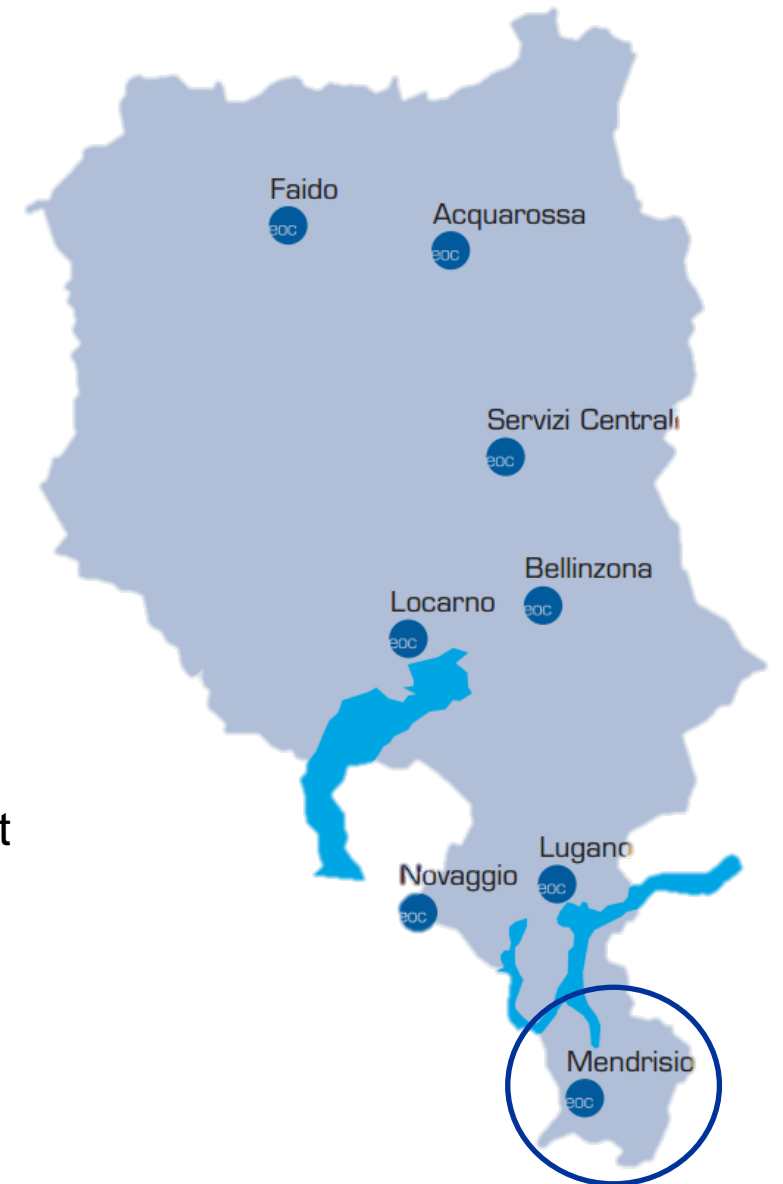 Faido
eoc
Acquarossa
eoc
Servizi Centrali
eoc
Bellinzona
eoc
Locarno
eoc
t
Lugano
eoc
Novaggio
eoc
Mendrisio
eoc